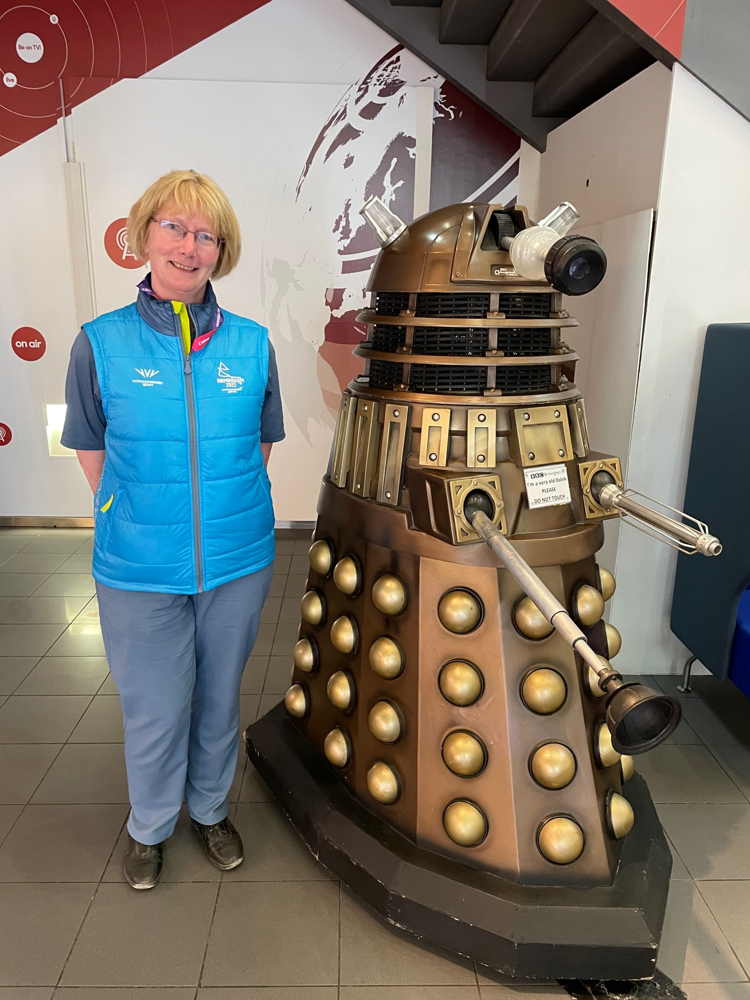 Be on TV!
live
on air
Canon
commonwealth
sport
BIRMINGHAM
2022
commonwealth
games
BBC Birmingham
I'm a very old Dalek
PLEASE
DO NOT TOUCH